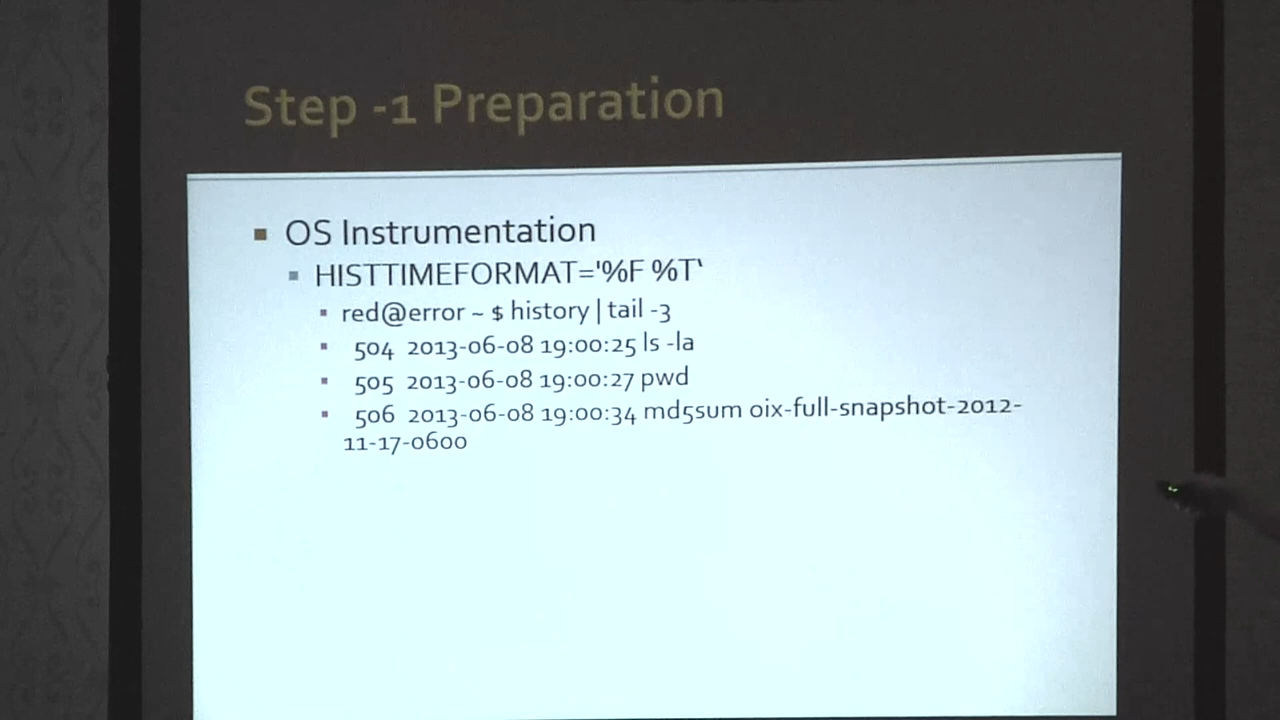 Step -1 Preparation
OS Instrumentation
HISTTIMEFORMAT='%F %T'
red@error ~ $ history | tail -3
504 2013-06-08 19:00:25 ls -la
505 2013-06-08 19:00:27 pwd
506 2013-06-08 19:00:34 md5sum oix-full-snapshot-2012-
11-17-0600